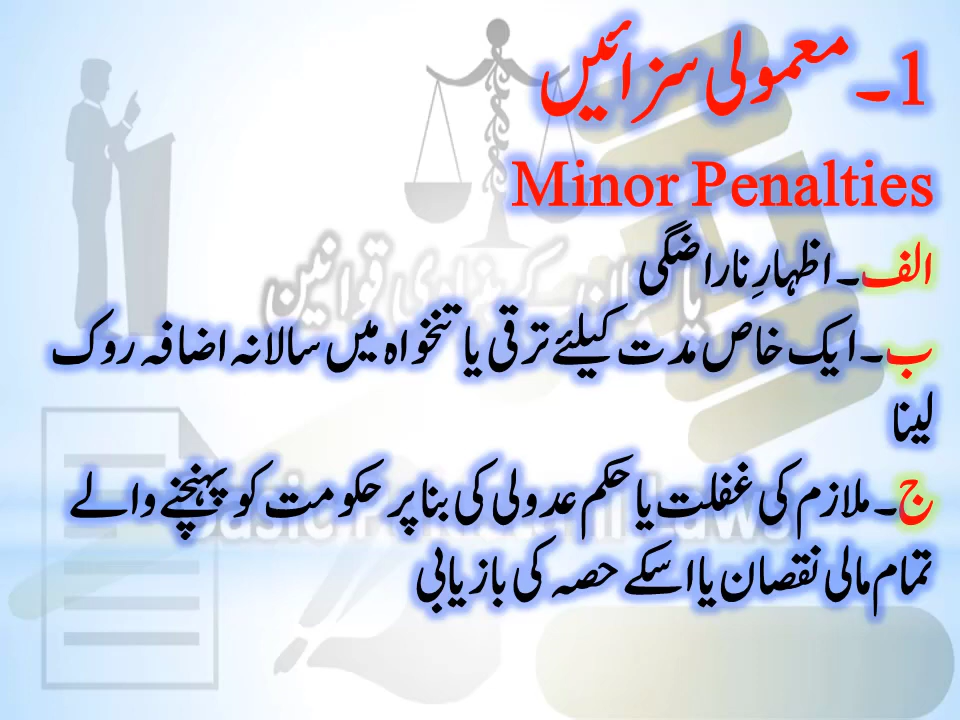 1۔ معمولی سزائیں
Minor Penalties
الف۔ اظہارِ ناراضگی
ب۔ ایک خاص مدت کیلئے ترقی یا تنخواہ میں سالانہ اضافہ روک
لینا
ج۔ ملازم کی غفلت یا حکم عدولی کی بنا پر حکومت کو پہنچنے والے
تمام مالی نقصان یا اسکے حصہ کی بازیابی